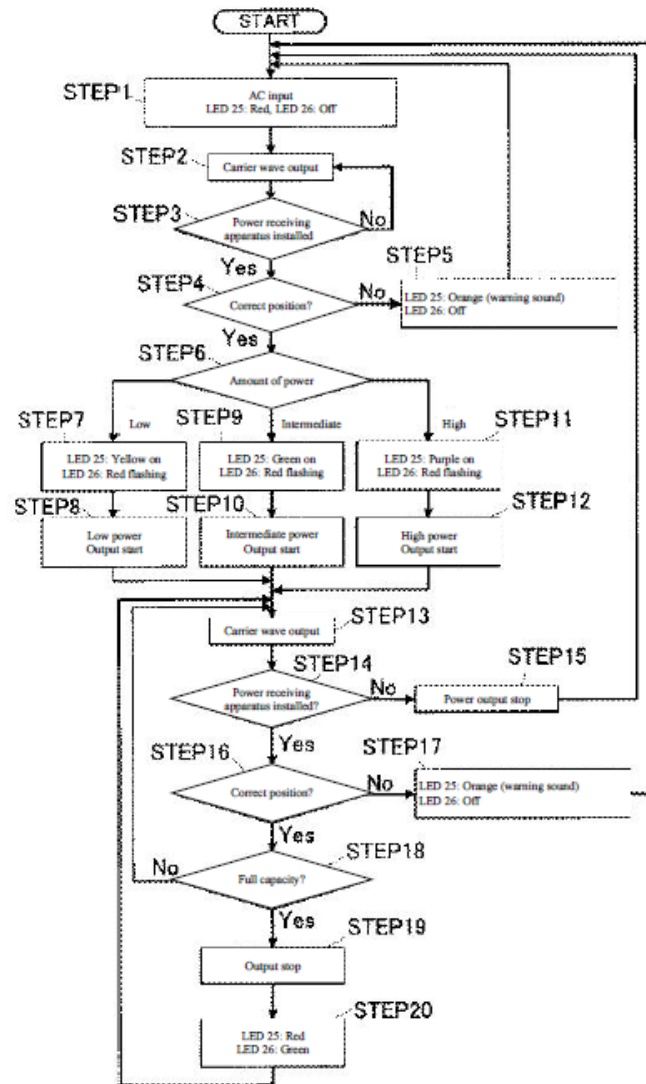 START
STEP1
AC input
LED 25: Red, LED 26: Off
STEP2
Carrier wave output
STEP3
Power receiving
apparatus installed
No
Yes
STEP4
Correct position?
No
STEP5
LED 25: Orange (warning sound)
LED 26: Off
Yes
STEP6
Amount of power
Low
Intermediate
High
STEP7
LED 25: Yellow on
LED 26: Red flashing
STEP9
LED 25: Green on
LED 26: Red flashing
STEP11
LED 25: Purple on
LED 26: Red flashing
STEP8
Low power
Output start
STEP10
Intermediate power
Output start
STEP12
High power
Output start
STEP13
Carrier wave output
STEP14
Power receiving
apparatus installed?
No
STEP15
Power output stop
Yes
STEP16
Correct position?
No
STEP17
LED 25: Orange (warning sound)
LED 26: Off
Yes
STEP18
Full capacity?
No
Yes
STEP19
Output stop
STEP20
LED 25: Red
LED 26: Green